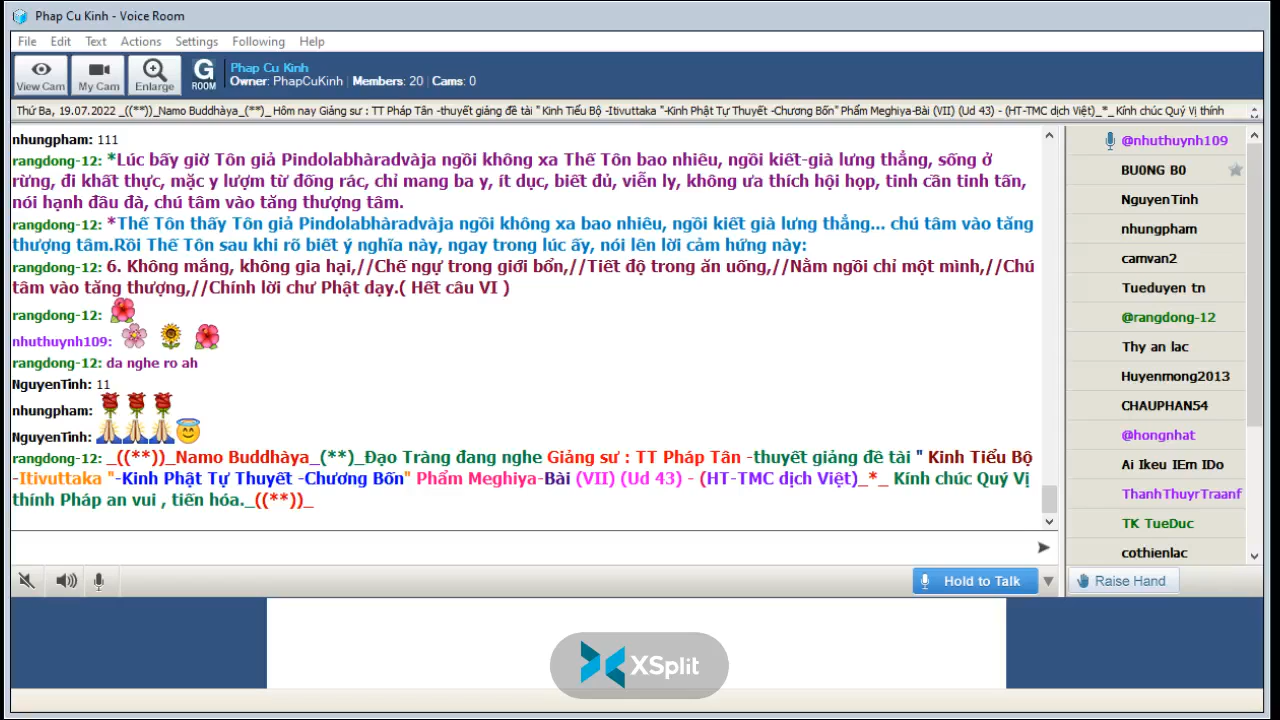 Phap Cu Kinh - Voice Room
File Edit Text Actions Settings Following Help
View Cam My Cam Enlarge G ROOM
Phap Cu Kinh
Owner: PhapCuKinh | Members: 20 | Cams: 0
Thứ Ba, 19.07.2022 _((**))_Namo Buddhàya_(**)_ Hôm nay Giảng sư : TT Pháp Tân -thuyết giảng đề tài " Kinh Tiểu Bộ -Itivuttaka "-Kinh Phật Tự Thuyết -Chương Bốn" Phẩm Meghiya-Bài (VII) (Ud 43) - (HT-TMC dịch Việt)_*_ Kính chúc Quý Vị thính
nhungpham: 111
rangdong-12: *Lúc bấy giờ Tôn giả Pindolabhàradvàja ngồi không xa Thế Tôn bao nhiêu, ngồi kiết-già lưng thẳng, sống ở
rừng, đi khất thực, mặc y lượm từ đống rác, chỉ mang ba y, ít dục, biết đủ, viễn ly, không ưa thích hội họp, tinh cần tinh tấn,
nói hạnh đầu đà, chú tâm vào tăng thượng tâm.
rangdong-12: *Thế Tôn thấy Tôn giả Pindolabhàradvàja ngồi không xa bao nhiêu, ngồi kiết già lưng thẳng... chú tâm vào tăng
thượng tâm.Rồi Thế Tôn sau khi rõ biết ý nghĩa này, ngay trong lúc ấy, nói lên lời cảm hứng này:
rangdong-12: 6. Không mắng, không gia hại,//Chế ngự trong giới bổn,//Tiết độ trong ăn uống,//Nằm ngồi chỉ một mình,//Chú
tâm vào tăng thượng,//Chính lời chư Phật dạy.( Hết câu VI )
rangdong-12:
nhuthuynh109:
rangdong-12: da nghe ro ah
NguyenTinh: 11
nhungpham:
NguyenTinh:
rangdong-12: _((**))_Namo Buddhàya_(**)_Đạo Tràng đang nghe Giảng sư : TT Pháp Tân -thuyết giảng đề tài " Kinh Tiểu Bộ
-Itivuttaka "-Kinh Phật Tự Thuyết -Chương Bốn" Phẩm Meghiya-Bài (VII) (Ud 43) - (HT-TMC dịch Việt)_*_ Kính chúc Quý Vị
thính Pháp an vui , tiến hóa._((**))_
@nhuthuynh109
BU0NG B0
NguyenTinh
nhungpham
camvan2
Tueduyen tn
@rangdong-12
Thy an lac
Huyenmong2013
CHAUPHAN54
@hongnhat
Ai Ikeu IEm IDo
ThanhThuyrTraanf
TK TueDuc
cothienlac
Hold to Talk
Raise Hand
XSplit